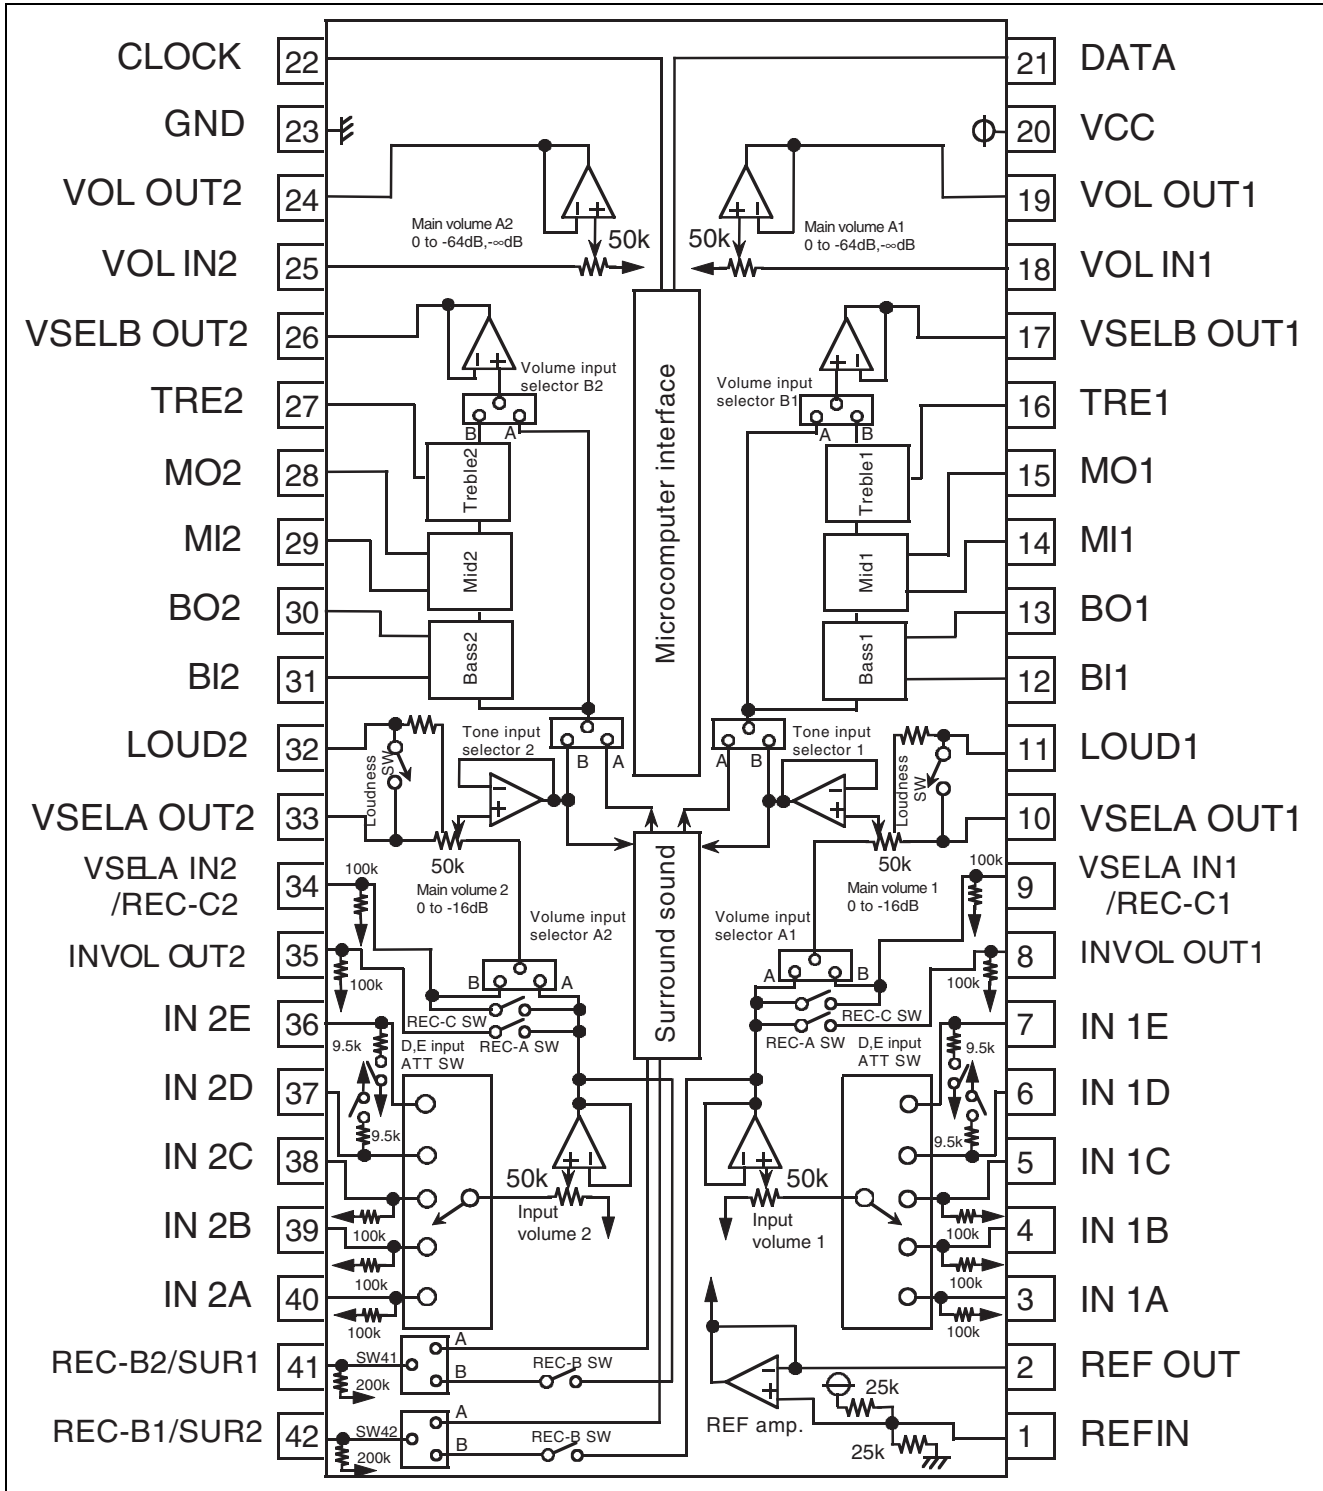 CLOCK 22 21 DATA
GND 23 20 VCC
VOL OUT2 24 19 VOL OUT1
Main volume A2
0 to -64dB,-∞dB
50k
50k
Main volume A1
0 to -64dB,-∞dB
VOL IN2 25 18 VOL IN1
VSELB OUT2 26 17 VSELB OUT1
Volume input
selector B2
Volume input
selector B1
B A
A B
TRE2 27 16 TRE1
Treble2
Treble1
Microcomputer interface
MO2 28 15 MO1
MI2 29 14 MI1
Mid2
Mid1
BO2 30 13 BO1
Bass2
Bass1
BI2 31 12 BI1
LOUD2 32 11 LOUD1
Loudness
SW
Tone input
selector 2
B A
A B
Tone input
selector 1
Loudness
SW
VSELA OUT2 33 10 VSELA OUT1
50k
50k
VSELA IN2
/REC-C2
34
100k
Main volume 2
0 to -16dB
Main volume 1
0 to -16dB
100k
9
VSELA IN1
/REC-C1
Volume input
selector A2
Volume input
selector A1
Surround sound
INVOL OUT2 35 8 INVOL OUT1
100k
B A
A B
100k
REC-C SW
REC-A SW
REC-C SW
REC-A SW
IN 2E 36 7 IN 1E
9.5k
D,E input
ATT SW
D,E input
ATT SW
9.5k
IN 2D 37 6 IN 1D
9.5k
9.5k
IN 2C 38 5 IN 1C
50k
Input
volume 2
50k
Input
volume 1
100k
100k
IN 2B 39 4 IN 1B
100k
100k
IN 2A 40 3 IN 1A
100k
100k
REC-B2/SUR1 41 2 REF OUT
SW41
200k
A
B
REC-B SW
25k
REF amp.
REC-B1/SUR2 42 1 REFIN
SW42
200k
A
B
REC-B SW
25k
- +
- +
- +
- +
- +
- +
- +
- +
- +